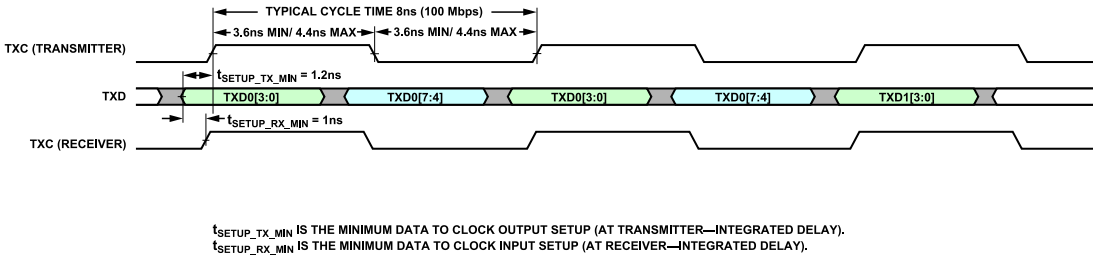 TYPICAL CYCLE TIME 8ns (100 Mbps)
3.6ns MIN/ 4.4ns MAX
3.6ns MIN/ 4.4ns MAX
TXC (TRANSMITTER)
tSETUP_TX_MIN = 1.2ns
TXD
TXD0[3:0]
TXD0[7:4]
TXD0[3:0]
TXD0[7:4]
TXD1[3:0]
tSETUP_RX_MIN = 1ns
TXC (RECEIVER)
tSETUP_TX_MIN IS THE MINIMUM DATA TO CLOCK OUTPUT SETUP (AT TRANSMITTER—INTEGRATED DELAY).
tSETUP_RX_MIN IS THE MINIMUM DATA TO CLOCK INPUT SETUP (AT RECEIVER—INTEGRATED DELAY).